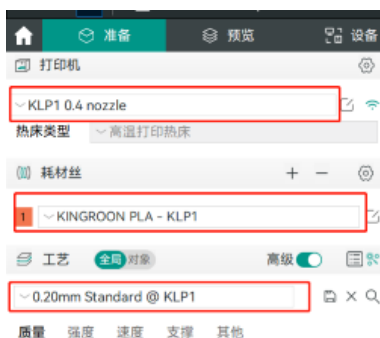 准备 预览 设备
打印机
KLP1 0.4 nozzle
热床类型 高温打印热床
耗材丝
1 KINGROON PLA - KLP1
工艺 全局 对象 高级
0.20mm Standard @ KLP1
质量 强度 速度 支撑 其他